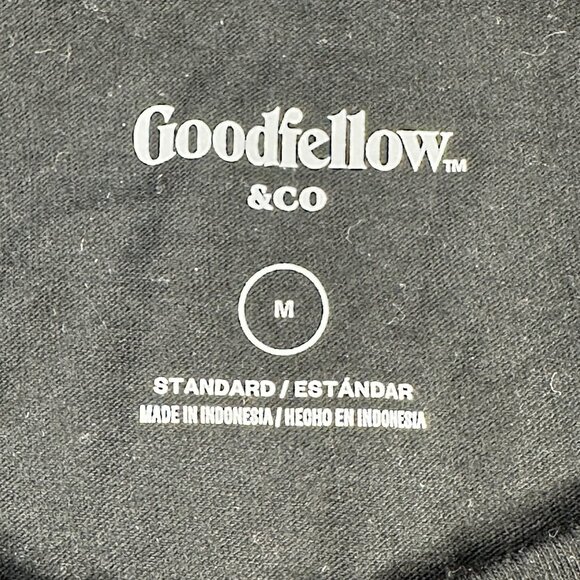 Goodfellow™
&CO
M
STANDARD / ESTÁNDAR
MADE IN INDONESIA / HECHO EN INDONESIA